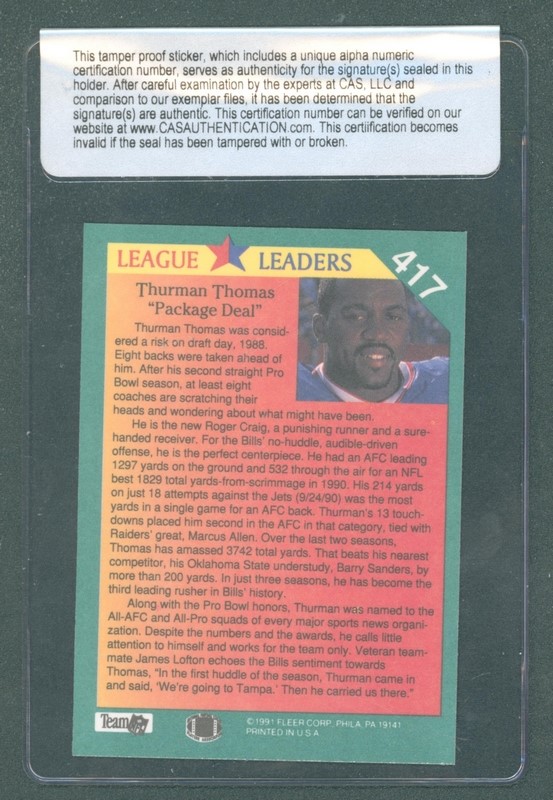 This tamper proof sticker, which includes a unique alpha numeric
certification number, serves as authenticity for the signature(s) sealed in this
holder. After careful examination by the experts at CAS, LLC and
comparison to our exemplar files, it has been determined that the
signature(s) are authentic. This certification number can be verified on our
website at www.CASAUTHENTICATION.com. This certification becomes
invalid if the seal has been tampered with or broken.
LEAGUE LEADERS
417
Thurman Thomas
"Package Deal"
Thurman Thomas was consid-
ered a risk on draft day, 1988.
Eight backs were taken ahead of
him. After his second straight Pro
Bowl season, at least eight
coaches are scratching their
heads and wondering about what might have been.
He is the new Roger Craig, a punishing runner and a sure-
handed receiver. For the Bills' no-huddle, audible-driven
offense, he is the perfect centerpiece. He had an AFC leading
1297 yards on the ground and 532 through the air for an NFL
best 1829 total yards-from-scrimmage in 1990. His 214 yards
on just 18 attempts against the Jets (9/24/90) was the most
yards in a single game for an AFC back. Thurman's 13 touch-
downs placed him second in the AFC in that category, tied with
Raiders' great, Marcus Allen. Over the last two seasons,
Thomas has amassed 3742 total yards. That beats his nearest
competitor, his Oklahoma State understudy, Barry Sanders, by
more than 200 yards. In just three seasons, he has become the
third leading rusher in Bills' history.
Along with the Pro Bowl honors, Thurman was named to the
All-AFC and All-Pro squads of every major sports news organi-
zation. Despite the numbers and the awards, he calls little
attention to himself and works for the team only. Veteran team-
mate James Lofton echoes the Bills sentiment towards
Thomas, "In the first huddle of the season, Thurman came in
and said, 'We're going to Tampa.' Then he carried us there."
Team NFL
©1991 FLEER CORP., PHILA, PA 19141
PRINTED IN U.S.A.